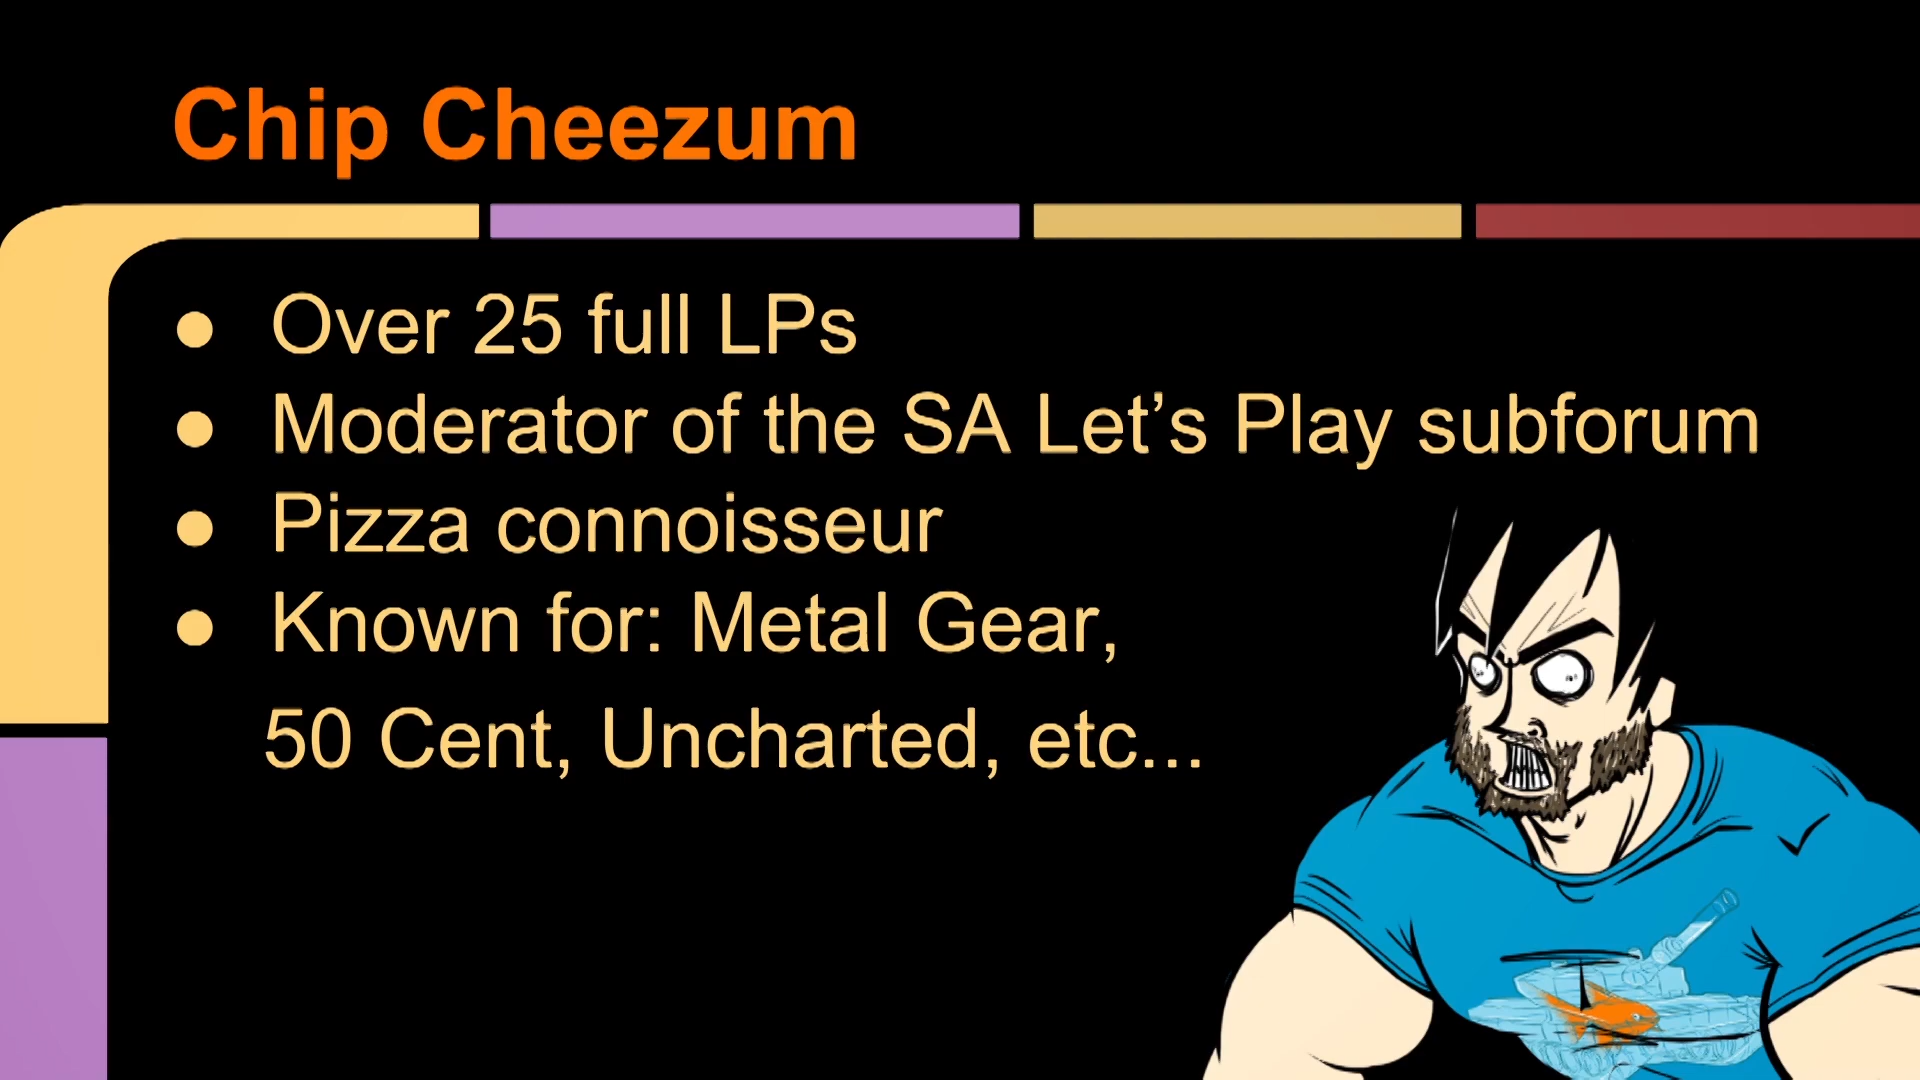 Chip Cheezum
● Over 25 full LPs
● Moderator of the SA Let’s Play subforum
● Pizza connoisseur
● Known for: Metal Gear,
50 Cent, Uncharted, etc...